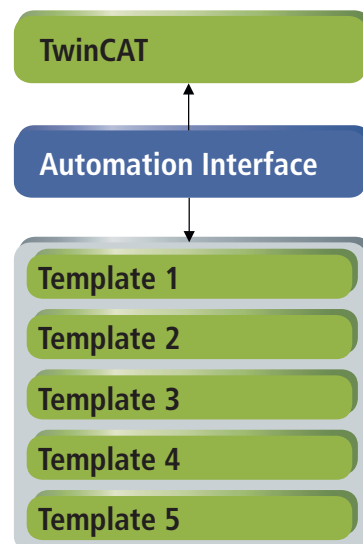 TwinCAT
Automation Interface
Template 1
Template 2
Template 3
Template 4
Template 5